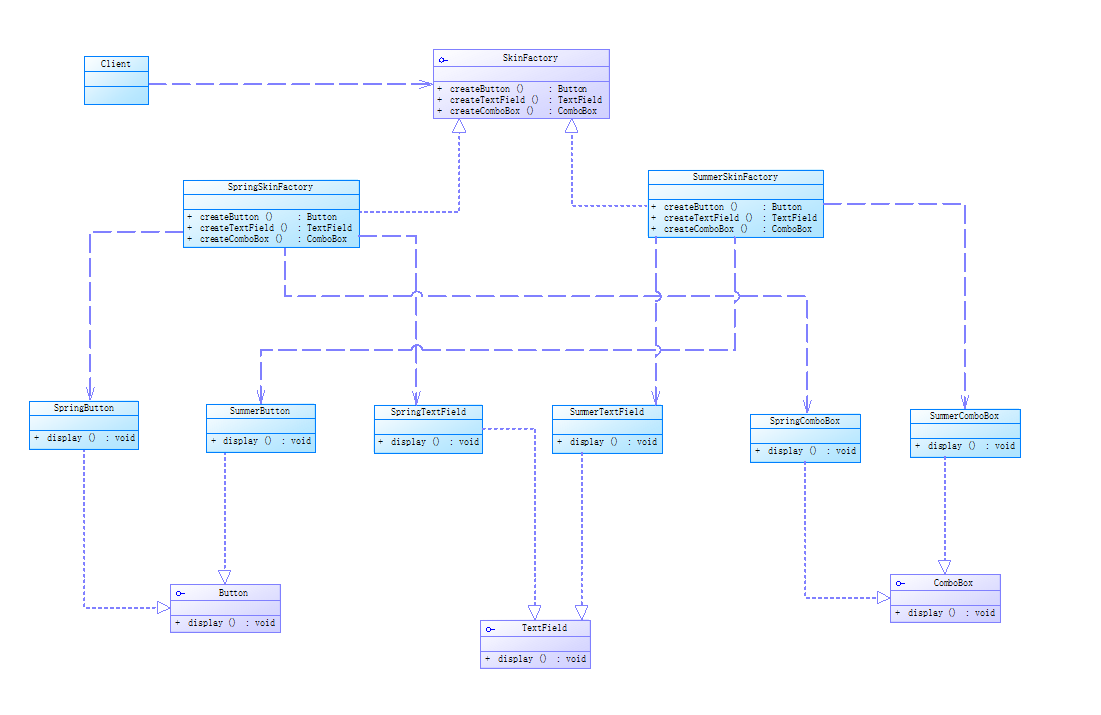 Client
SkinFactory
+ createButton () : Button
+ createTextField () : TextField
+ createComboBox () : ComboBox
SpringSkinFactory
+ createButton () : Button
+ createTextField () : TextField
+ createComboBox () : ComboBox
SummerSkinFactory
+ createButton () : Button
+ createTextField () : TextField
+ createComboBox () : ComboBox
SpringButton
+ display () : void
SummerButton
+ display () : void
SpringTextField
+ display () : void
SummerTextField
+ display () : void
SpringComboBox
+ display () : void
SummerComboBox
+ display () : void
Button
+ display () : void
TextField
+ display () : void
ComboBox
+ display () : void